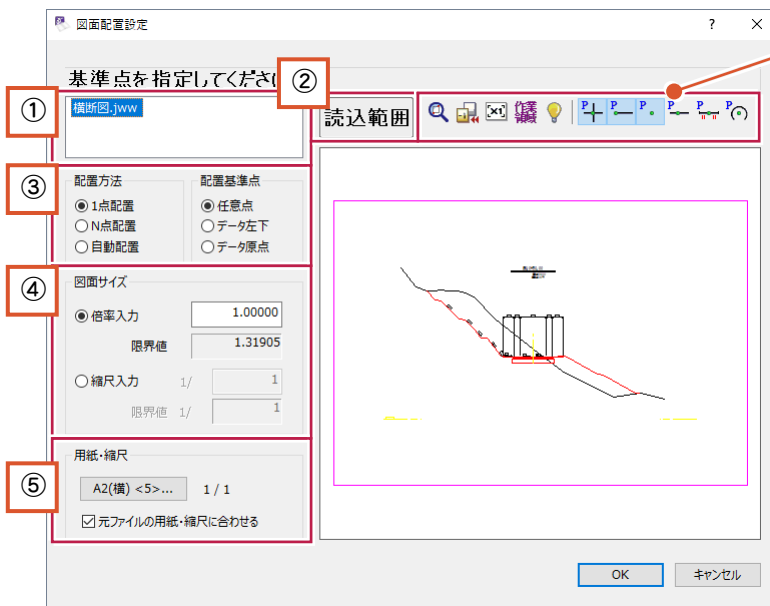 図面配置設定
? ×
基準点を指定してください
②
①
横断図.jww
読込範囲
③
配置方法 配置基準点
1点配置 任意点
N点配置 データ左下
自動配置 データ原点
④
図面サイズ
倍率入力 1.00000
限界値 1.31905
縮尺入力 1/ 1
限界値 1/ 1
⑤
用紙・縮尺
A2(横) <5>... 1 / 1
元ファイルの用紙・縮尺に合わせる
OK キャンセル